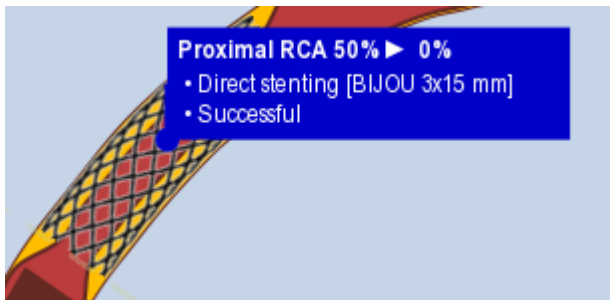 Proximal RCA 50% ► 0%
• Direct stenting [BIJOU 3x15 mm]
• Successful